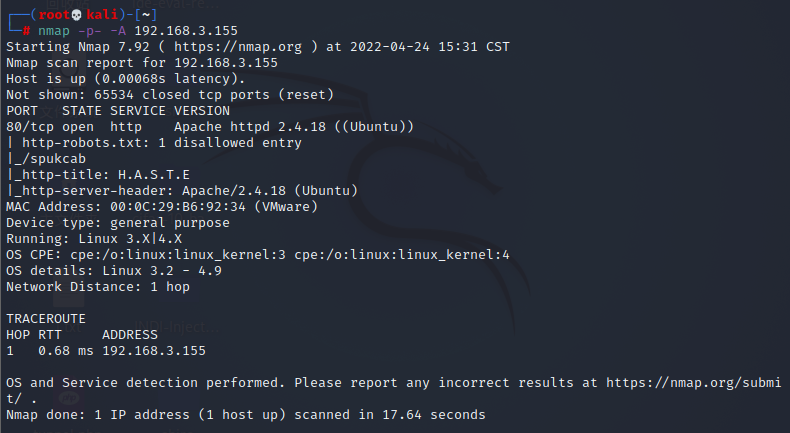 ┌──(root💀kali)-[~]
└─# nmap -p- -A 192.168.3.155
Starting Nmap 7.92 ( https://nmap.org ) at 2022-04-24 15:31 CST
Nmap scan report for 192.168.3.155
Host is up (0.00068s latency).
Not shown: 65534 closed tcp ports (reset)
PORT   STATE SERVICE VERSION
80/tcp open  http    Apache httpd 2.4.18 ((Ubuntu))
| http-robots.txt: 1 disallowed entry
|_/spukcab
|_http-title: H.A.S.T.E
|_http-server-header: Apache/2.4.18 (Ubuntu)
MAC Address: 00:0C:29:B6:92:34 (VMware)
Device type: general purpose
Running: Linux 3.X|4.X
OS CPE: cpe:/o:linux:linux_kernel:3 cpe:/o:linux:linux_kernel:4
OS details: Linux 3.2 - 4.9
Network Distance: 1 hop
TRACEROUTE
HOP RTT     ADDRESS
1   0.68 ms 192.168.3.155
OS and Service detection performed. Please report any incorrect results at https://nmap.org/submi
t/ .
Nmap done: 1 IP address (1 host up) scanned in 17.64 seconds